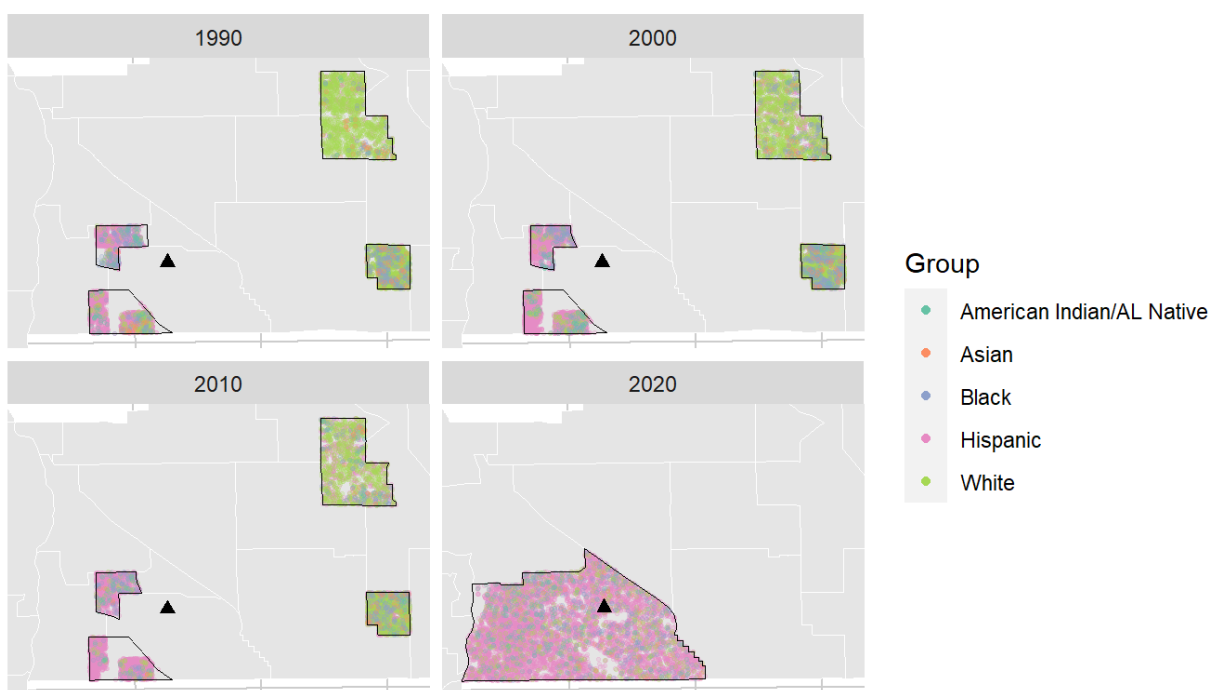 1990
2000
2010
2020
Group
American Indian/AL Native
Asian
Black
Hispanic
White